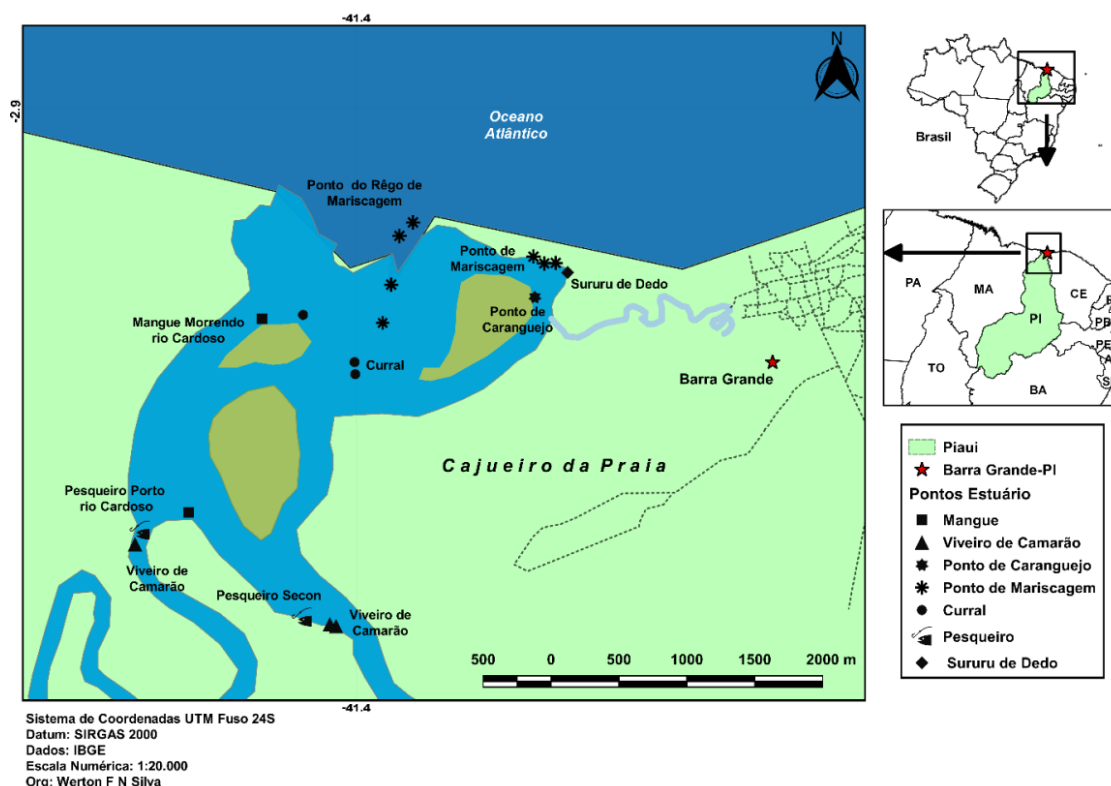 -41.4
N
-2.9
Oceano
Atlântico
Ponto do Rêgo de
Mariscagem
Ponto de
Mariscagem
Sururu de Dedo
Ponto de
Caranguejo
Mangue Morrendo
rio Cardoso
Curral
Barra Grande
Cajueiro da Praia
Pesqueiro Porto
rio Cardoso
Viveiro de
Camarão
Pesqueiro Secon
Viveiro de
Camarão
500 0 500 1000 1500 2000 m
-41.4
Sistema de Coordenadas UTM Fuso 24S
Datum: SIRGAS 2000
Dados: IBGE
Escala Numérica: 1:20.000
Org: Werton F N Silva
Brasil
PA
MA
CE
PI
PB
PE
TO
BA
Piaui
Barra Grande-PI
Pontos Estuário
Mangue
Viveiro de Camarão
Ponto de Caranguejo
Ponto de Mariscagem
Curral
Pesqueiro
Sururu de Dedo